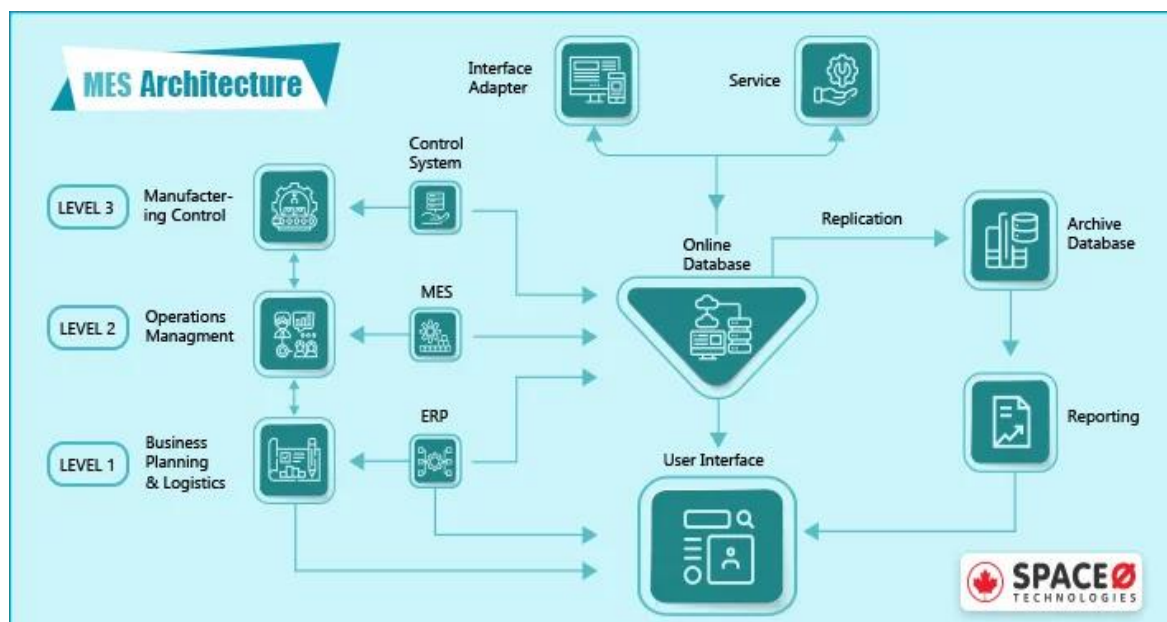 MES Architecture
Interface
Adapter
Service
Control
System
LEVEL 3
Manufacter-
ing Control
Replication
Archive
Database
Online
Database
MES
LEVEL 2
Operations
Managment
ERP
Reporting
LEVEL 1
Business
Planning
& Logistics
User Interface
SPACEØ
TECHNOLOGIES